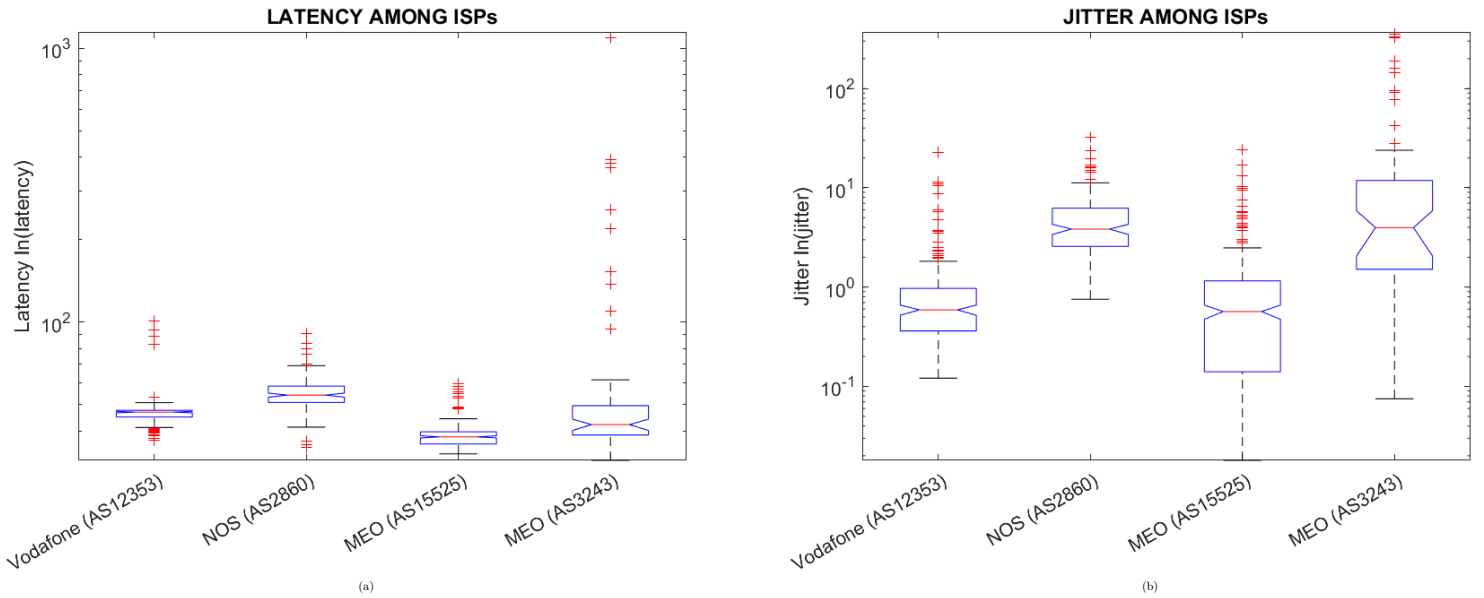 LATENCY AMONG ISPs
10^3
10^2
Latency ln(latency)
Vodafone (AS12353)
NOS (AS2860)
MEO (AS15525)
MEO (AS3243)
(a)
JITTER AMONG ISPs
10^2
10^1
10^0
10^-1
Jitter ln(jitter)
Vodafone (AS12353)
NOS (AS2860)
MEO (AS15525)
MEO (AS3243)
(b)